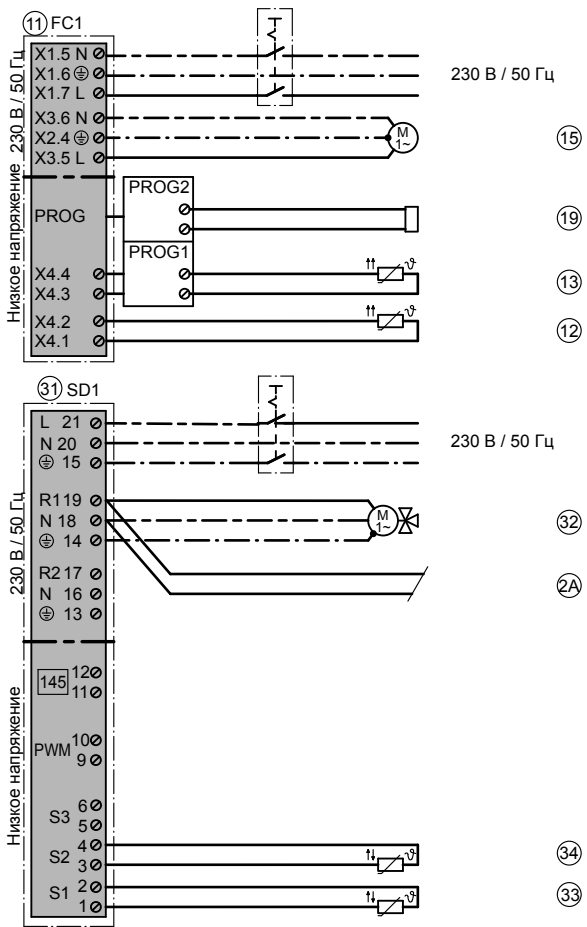 11 FC1
X1.5 N
X1.6
X1.7 L
230 В / 50 Гц
X3.6 N
X2.4
X3.5 L
M
1~
15
230 В / 50 Гц
PROG
PROG2
19
PROG1
X4.4
X4.3
ϑ
13
X4.2
X4.1
ϑ
12
Низкое напряжение
31 SD1
L 21
N 20
15
230 В / 50 Гц
R1 19
N 18
14
M
1~
32
R2 17
N 16
13
2A
230 В / 50 Гц
145
12
11
PWM
10
9
S3
6
5
S2
4
3
ϑ
34
S1
2
1
ϑ
33
Низкое напряжение